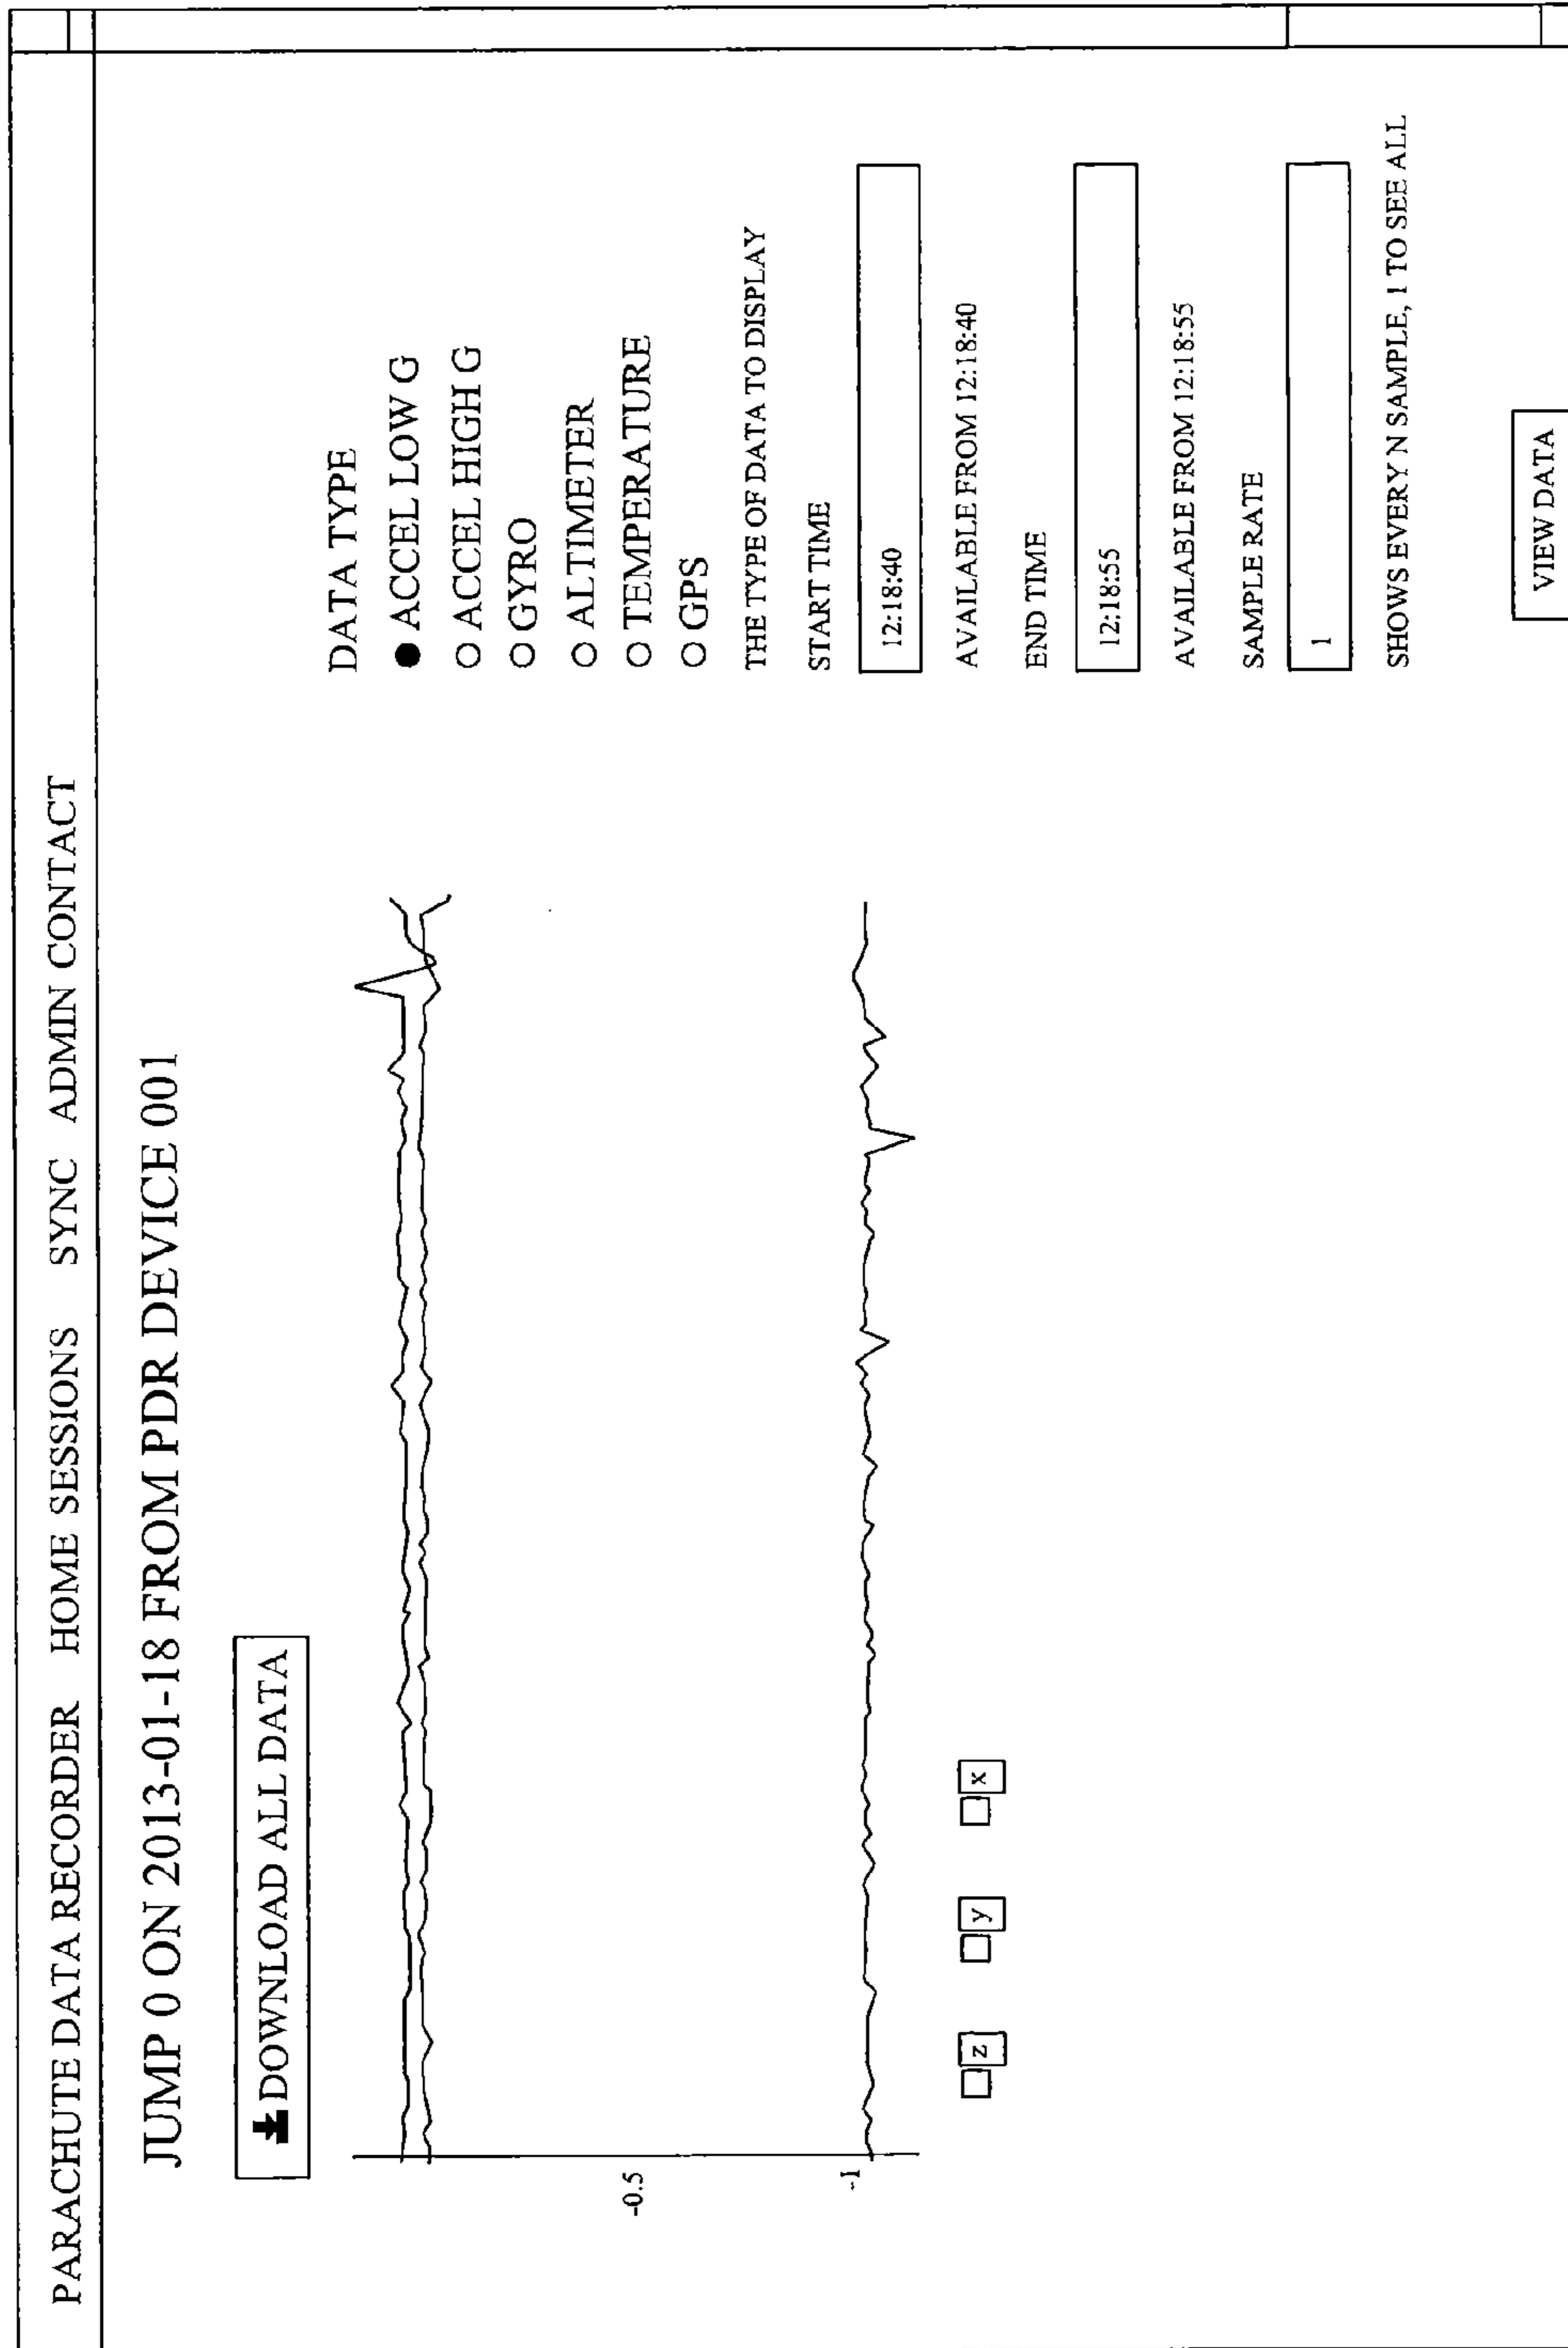 PARACHUTE DATA RECORDER HOME SESSIONS SYNC ADMIN CONTACT
JUMP 0 ON 2013-01-18 FROM PDR DEVICE 001
DOWNLOAD ALL DATA
-0.5
-1
z
y
x
DATA TYPE
ACCEL LOW G
ACCEL HIGH G
GYRO
ALTIMETER
TEMPERATURE
GPS
THE TYPE OF DATA TO DISPLAY
START TIME
12:18:40
AVAILABLE FROM 12:18:40
END TIME
12:18:55
AVAILABLE FROM 12:18:55
SAMPLE RATE
1
SHOWS EVERY N SAMPLE, 1 TO SEE ALL
VIEW DATA